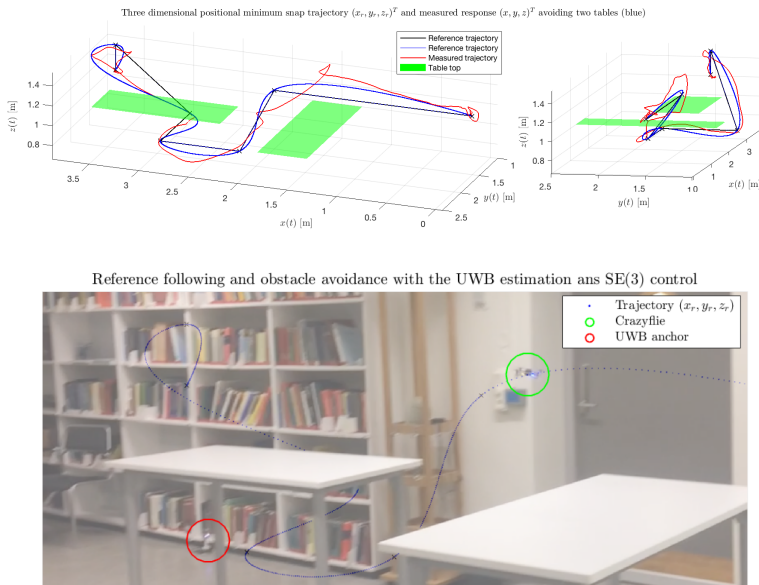 Three dimensional positional minimum snap trajectory (x_r, y_r, z_r)^T and measured response (x, y, z)^T avoiding two tables (blue)
Reference trajectory
Reference trajectory
Measured trajectory
Table top
1.4
1.2
1
0.8
z(t) [m]
3.5
3
2.5
2
1.5
1
0.5
0
x(t) [m]
1
1.5
2
2.5
y(t) [m]
1.4
1.2
1
0.8
z(t) [m]
2.5
2
1.5
1
y(t) [m]
0
1
2
3
x(t) [m]
Reference following and obstacle avoidance with the UWB estimation ans SE(3) control
Trajectory (x_r, y_r, z_r)
Crazyflie
UWB anchor